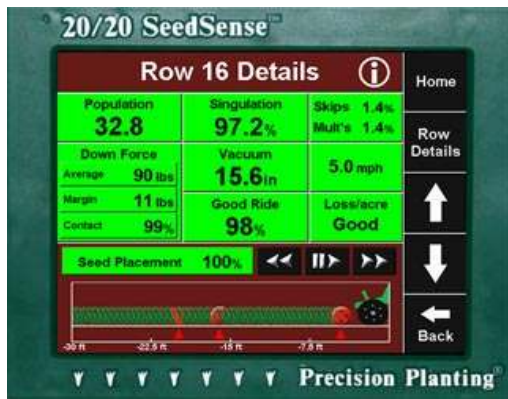 20/20 SeedSense™
Row 16 Details
Home
Population
32.8
Singulation
97.2%
Skips 1.4%
Mult's 1.4%
Row
Details
Down Force
Average 90 lbs
Margin 11 lbs
Contact 99%
Vacuum
15.6in
5.0 mph
Good Ride
98%
Loss/acre
Good
Seed Placement 100%
-30 ft -22.5 ft -15 ft -7.5 ft
Back
Precision Planting®